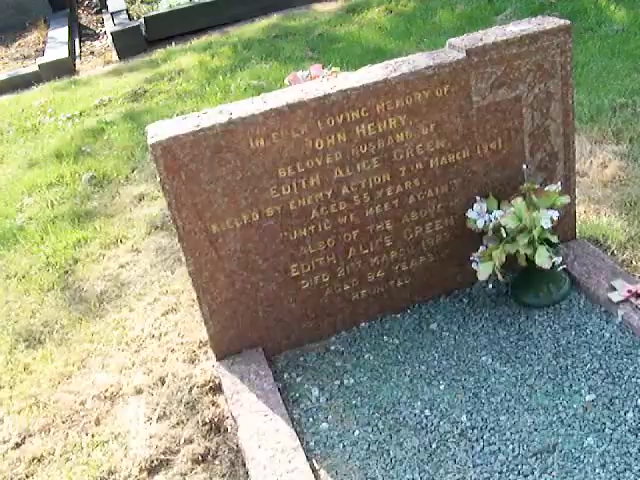 IN EVER LOVING MEMORY OF
JOHN HENRY,
BELOVED HUSBAND OF
EDITH ALICE GREEN,
KILLED BY ENEMY ACTION 7TH MARCH 1941
AGED 55 YEARS.
"UNTIL WE MEET AGAIN"
ALSO OF THE ABOVE
EDITH ALICE GREEN
DIED 21ST MARCH
AGED 94 YEARS
REUNITED